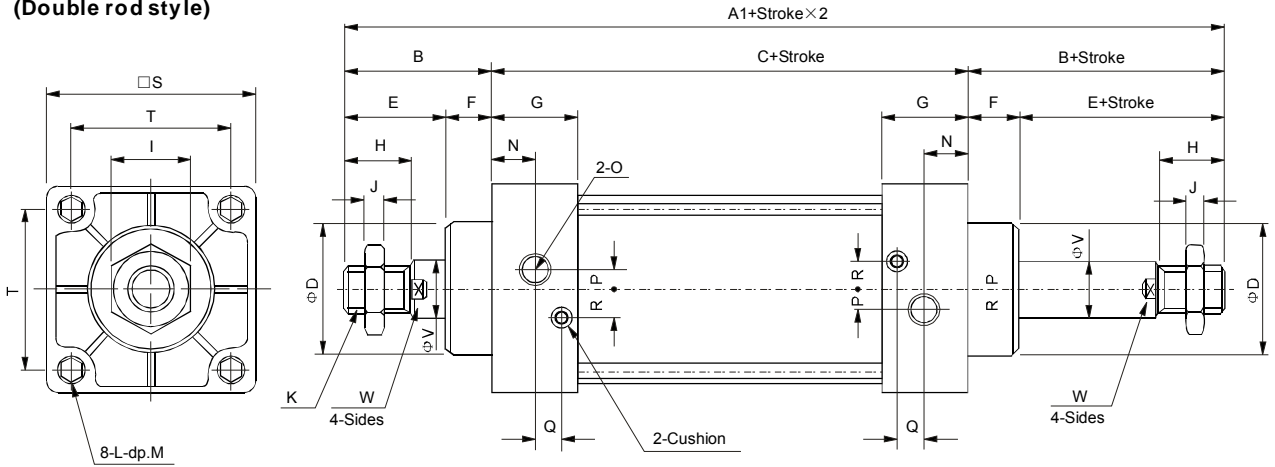 (Double rod style)
A1+Stroke×2
B
C+Stroke
B+Stroke
□S
E
F
G
G
F
E+Stroke
T
I
H
N
N
H
J
2-O
J
T
ΦD
ΦV
R P
P R
R P
ΦV
ΦD
K
W
4-Sides
Q
2-Cushion
Q
W
4-Sides
8-L-dp.M